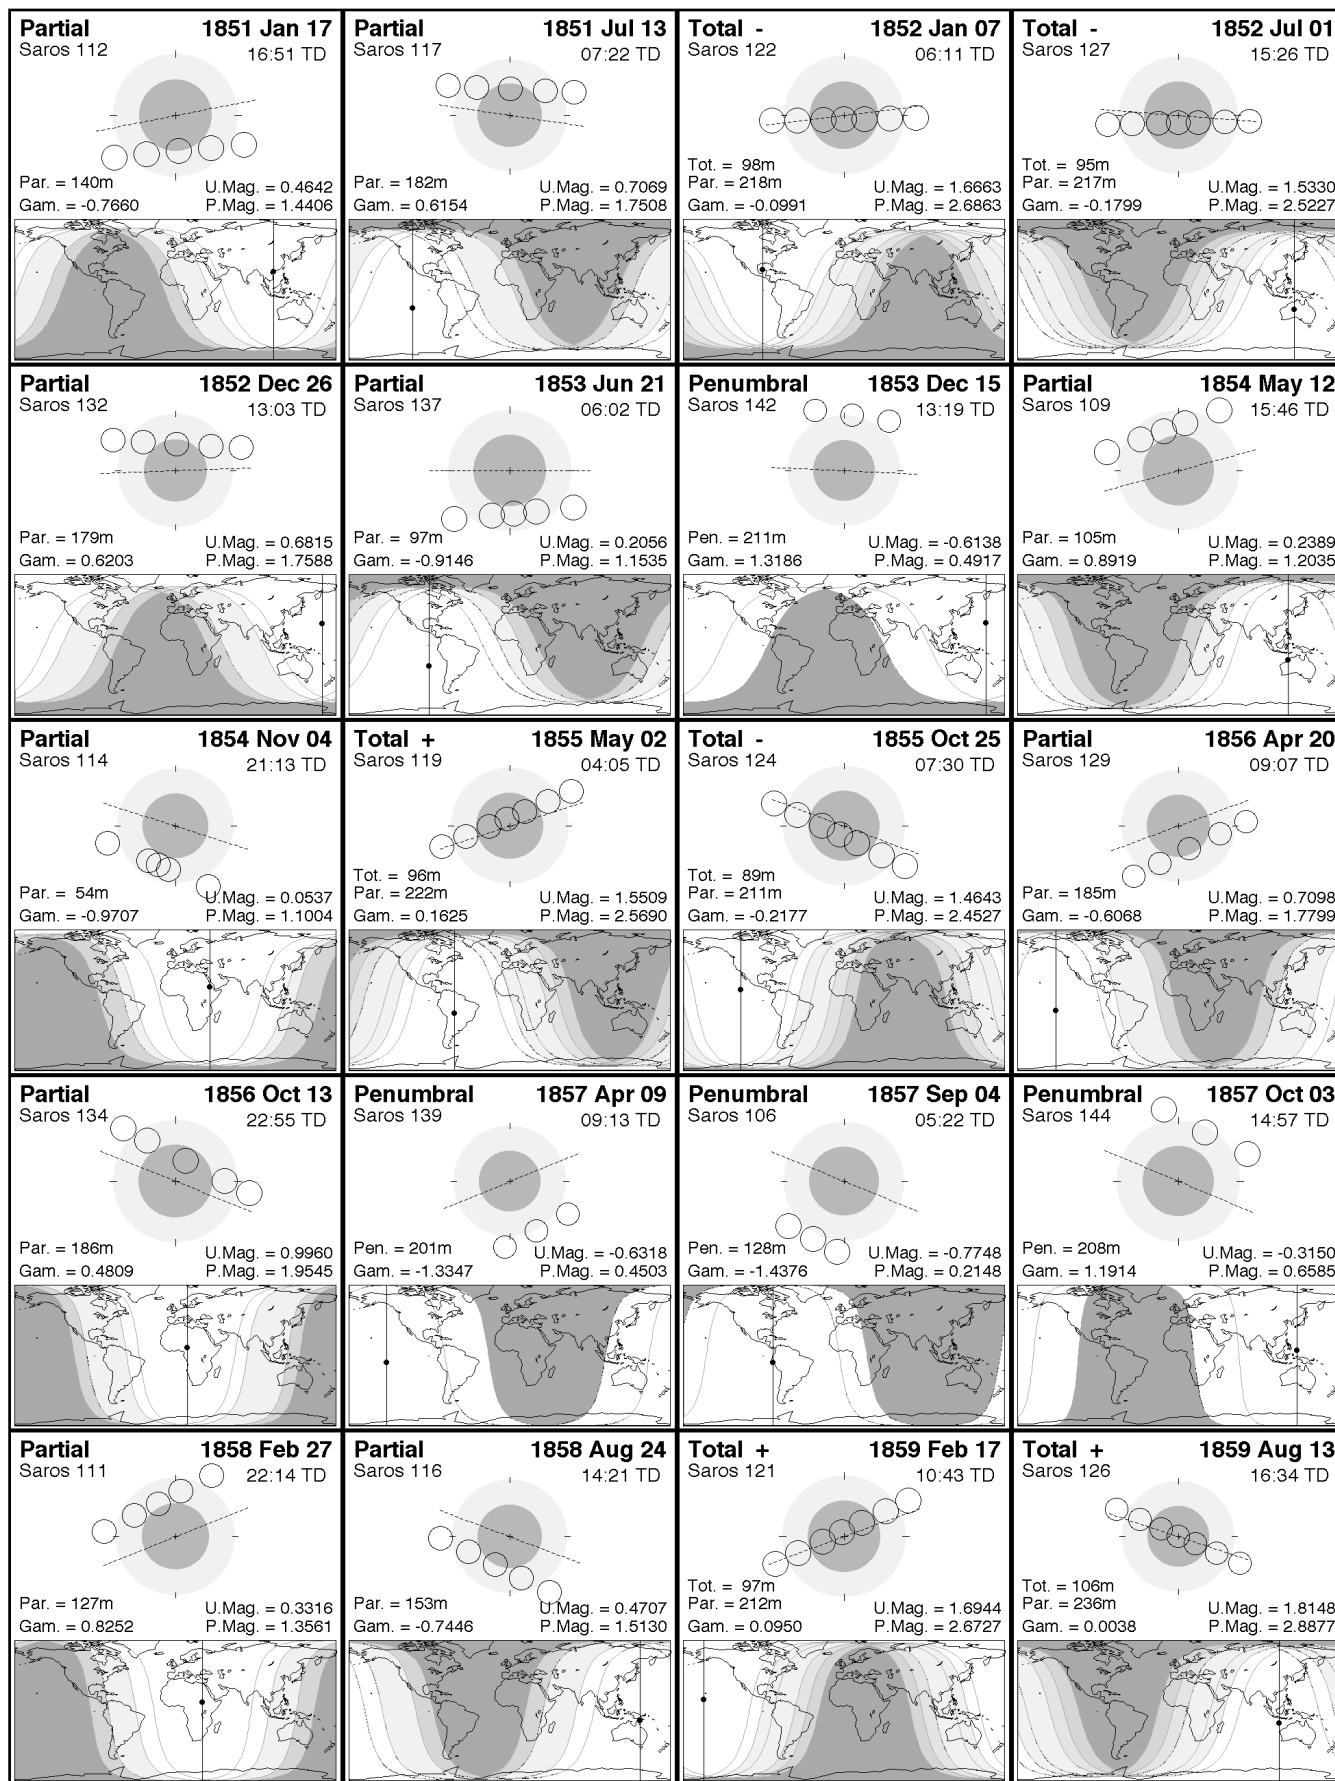 Partial 1851 Jan 17
Saros 112 16:51 TD
Par. = 140m U.Mag. = 0.4642
Gam. = -0.7660 P.Mag. = 1.4406
Partial 1851 Jul 13
Saros 117 07:22 TD
Par. = 182m U.Mag. = 0.7069
Gam. = 0.6154 P.Mag. = 1.7508
Total - 1852 Jan 07
Saros 122 06:11 TD
Tot. = 98m
Par. = 218m U.Mag. = 1.6663
Gam. = -0.0991 P.Mag. = 2.6863
Total - 1852 Jul 01
Saros 127 15:26 TD
Tot. = 95m
Par. = 217m U.Mag. = 1.5330
Gam. = -0.1799 P.Mag. = 2.5227
Partial 1852 Dec 26
Saros 132 13:03 TD
Par. = 179m U.Mag. = 0.6815
Gam. = 0.6203 P.Mag. = 1.7588
Partial 1853 Jun 21
Saros 137 06:02 TD
Par. = 97m U.Mag. = 0.2056
Gam. = -0.9146 P.Mag. = 1.1535
Penumbral 1853 Dec 15
Saros 142 13:19 TD
Pen. = 211m U.Mag. = -0.6138
Gam. = 1.3186 P.Mag. = 0.4917
Partial 1854 May 12
Saros 109 15:46 TD
Par. = 105m U.Mag. = 0.2389
Gam. = 0.8919 P.Mag. = 1.2035
Partial 1854 Nov 04
Saros 114 21:13 TD
Par. = 54m U.Mag. = 0.0537
Gam. = -0.9707 P.Mag. = 1.1004
Total + 1855 May 02
Saros 119 04:05 TD
Tot. = 96m
Par. = 222m U.Mag. = 1.5509
Gam. = 0.1625 P.Mag. = 2.5690
Total - 1855 Oct 25
Saros 124 07:30 TD
Tot. = 89m
Par. = 211m U.Mag. = 1.4643
Gam. = -0.2177 P.Mag. = 2.4527
Partial 1856 Apr 20
Saros 129 09:07 TD
Par. = 185m U.Mag. = 0.7098
Gam. = -0.6068 P.Mag. = 1.7799
Partial 1856 Oct 13
Saros 134 22:55 TD
Par. = 186m U.Mag. = 0.9960
Gam. = 0.4809 P.Mag. = 1.9545
Penumbral 1857 Apr 09
Saros 139 09:13 TD
Pen. = 201m U.Mag. = -0.6318
Gam. = -1.3347 P.Mag. = 0.4503
Penumbral 1857 Sep 04
Saros 106 05:22 TD
Pen. = 128m U.Mag. = -0.7748
Gam. = -1.4376 P.Mag. = 0.2148
Penumbral 1857 Oct 03
Saros 144 14:57 TD
Pen. = 208m U.Mag. = -0.3150
Gam. = 1.1914 P.Mag. = 0.6585
Partial 1858 Feb 27
Saros 111 22:14 TD
Par. = 127m U.Mag. = 0.3316
Gam. = 0.8252 P.Mag. = 1.3561
Partial 1858 Aug 24
Saros 116 14:21 TD
Par. = 153m U.Mag. = 0.4707
Gam. = -0.7446 P.Mag. = 1.5130
Total + 1859 Feb 17
Saros 121 10:43 TD
Tot. = 97m
Par. = 212m U.Mag. = 1.6944
Gam. = 0.0950 P.Mag. = 2.6727
Total + 1859 Aug 13
Saros 126 16:34 TD
Tot. = 106m
Par. = 236m U.Mag. = 1.8148
Gam. = 0.0038 P.Mag. = 2.8877